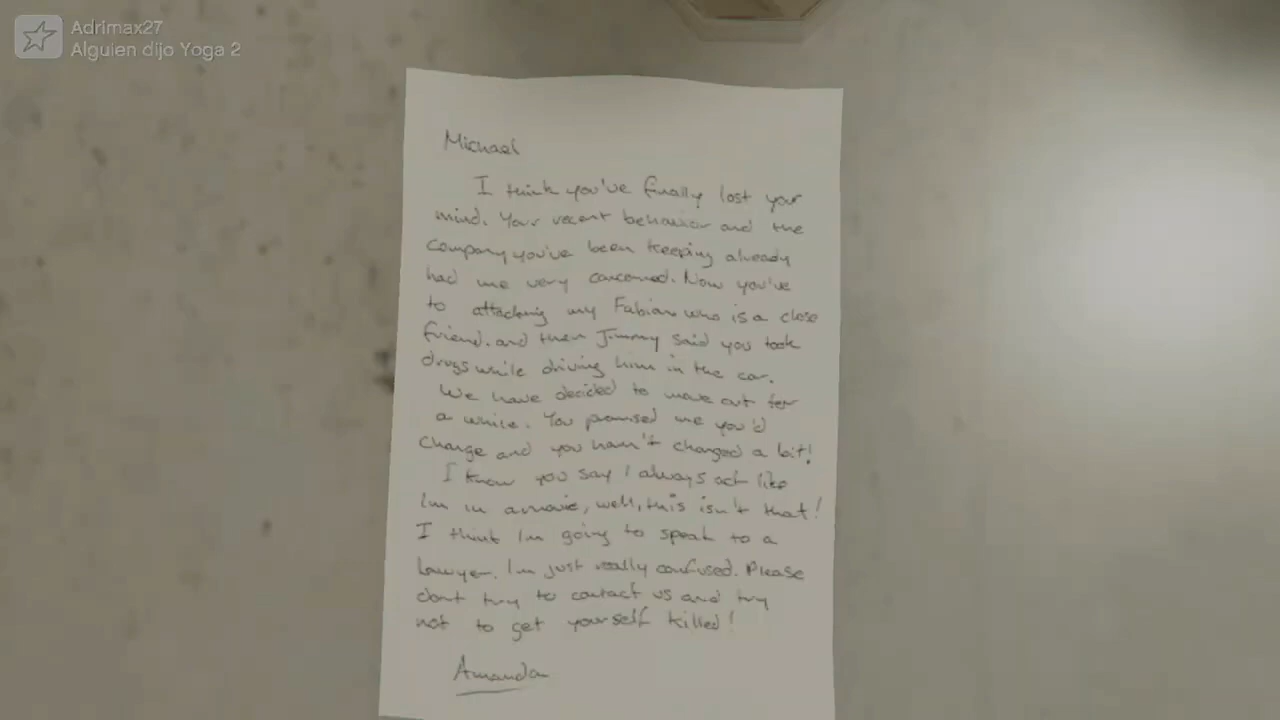 Adrimax27
Alguien dijo Yoga 2
Michael
I think you've finally lost your
mind. Your recent behavior and the
company you've been keeping already
had me very concerned. Now you've
to attacking my Fabian who is a close
friend. and then Jimmy said you took
drugs while driving him in the car.
We have decided to move out for
a while. You promised me you'd
change and you havn't changed a bit!
I know you say I always act like
I'm in a movie, well, this isn't that!
I think I'm going to speak to a
lawyer. I'm just really confused. Please
dont try to contact us and try
not to get yourself killed!
Amanda